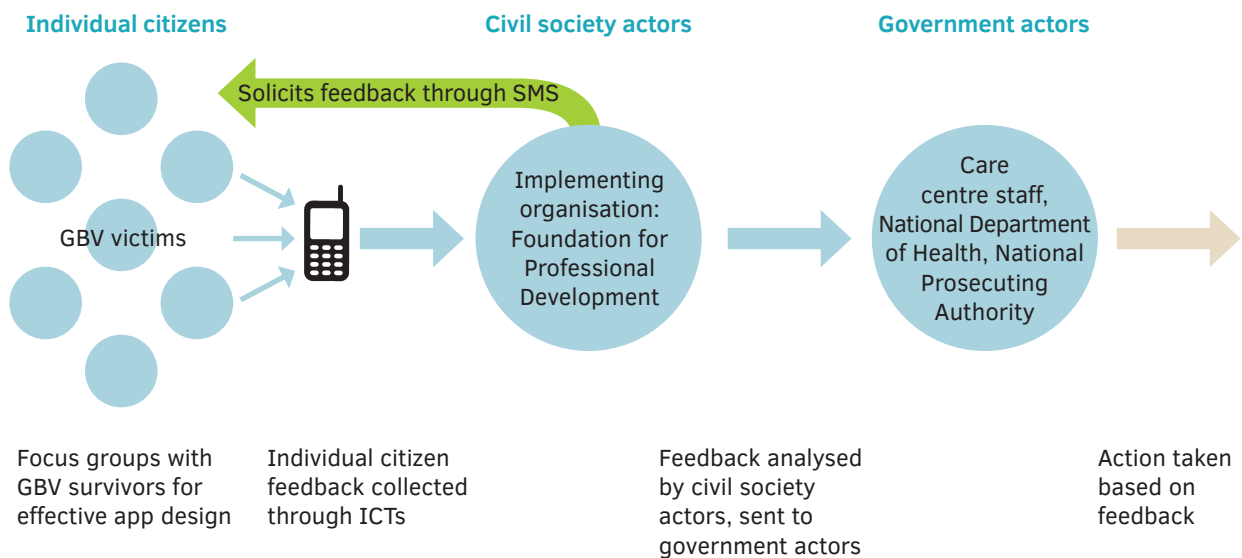 Individual citizens
Civil society actors
Government actors
Solicits feedback through SMS
GBV victims
Implementing
organisation:
Foundation for
Professional
Development
Care
centre staff,
National Department
of Health, National
Prosecuting
Authority
Focus groups with
GBV survivors for
effective app design
Individual citizen
feedback collected
through ICTs
Feedback analysed
by civil society
actors, sent to
government actors
Action taken
based on
feedback